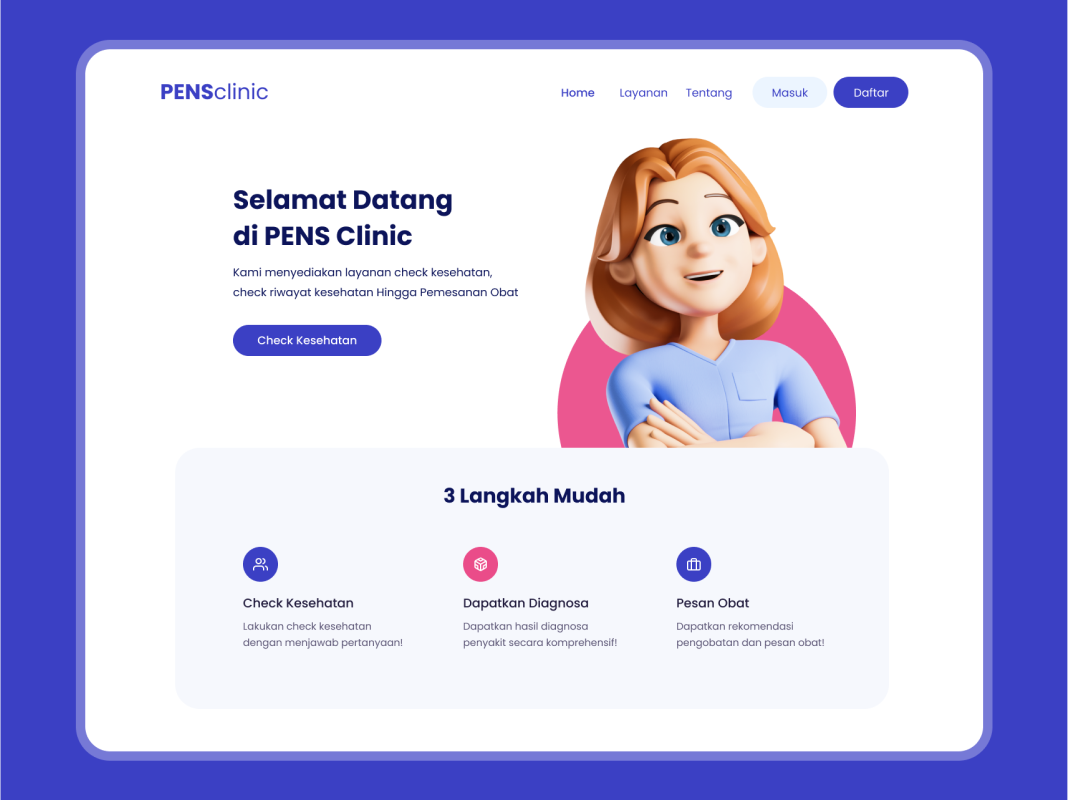 PENSclinic
Home Layanan Tentang Masuk Daftar
Selamat Datang
di PENS Clinic
Kami menyediakan layanan check kesehatan,
check riwayat kesehatan Hingga Pemesanan Obat
Check Kesehatan
3 Langkah Mudah
Check Kesehatan
Lakukan check kesehatan
dengan menjawab pertanyaan!
Dapatkan Diagnosa
Dapatkan hasil diagnosa
penyakit secara komprehensif!
Pesan Obat
Dapatkan rekomendasi
pengobatan dan pesan obat!